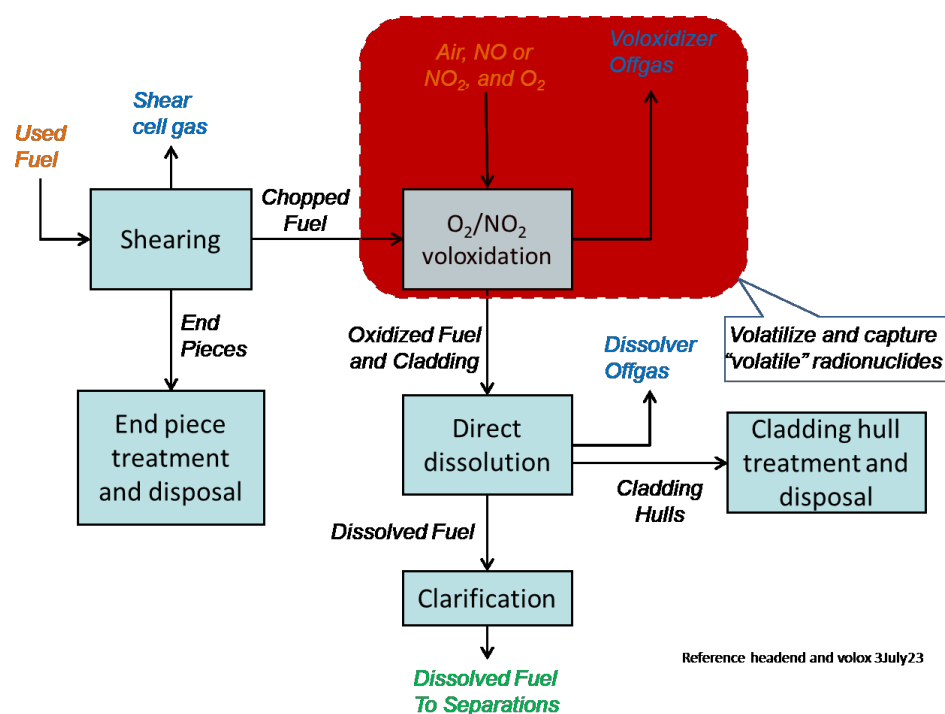 Air, NO or
NO₂, and O₂
Voloxidizer
Offgas
Shear
cell gas
Used
Fuel
Chopped
Fuel
Shearing
O₂/NO₂
voloxidation
End
Pieces
Oxidized Fuel
and Cladding
Volatilize and capture
“volatile” radionuclides
Dissolver
Offgas
End piece
treatment
and disposal
Direct
dissolution
Cladding hull
treatment and
disposal
Cladding
Hulls
Dissolved Fuel
Clarification
Dissolved Fuel
To Separations
Reference headend and volox 3July23